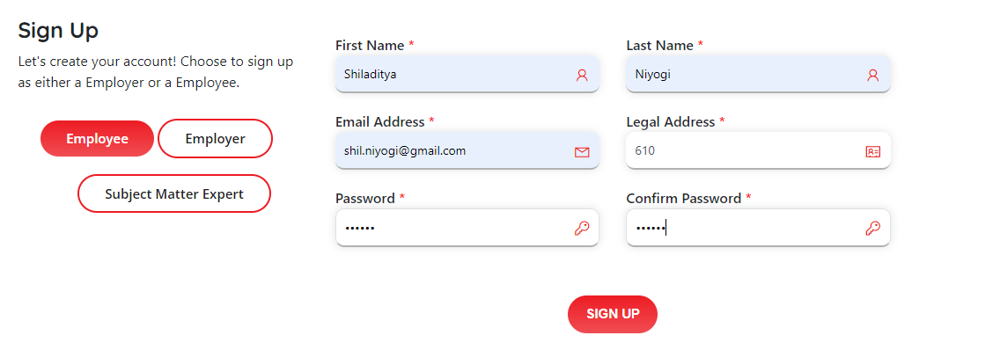 Sign Up
Let's create your account! Choose to sign up
as either a Employer or a Employee.
Employee
Employer
Subject Matter Expert
First Name *
Shiladitya
Last Name *
Niyogi
Email Address *
shil.niyogi@gmail.com
Legal Address *
610
Password *
••••••
Confirm Password *
••••••
SIGN UP